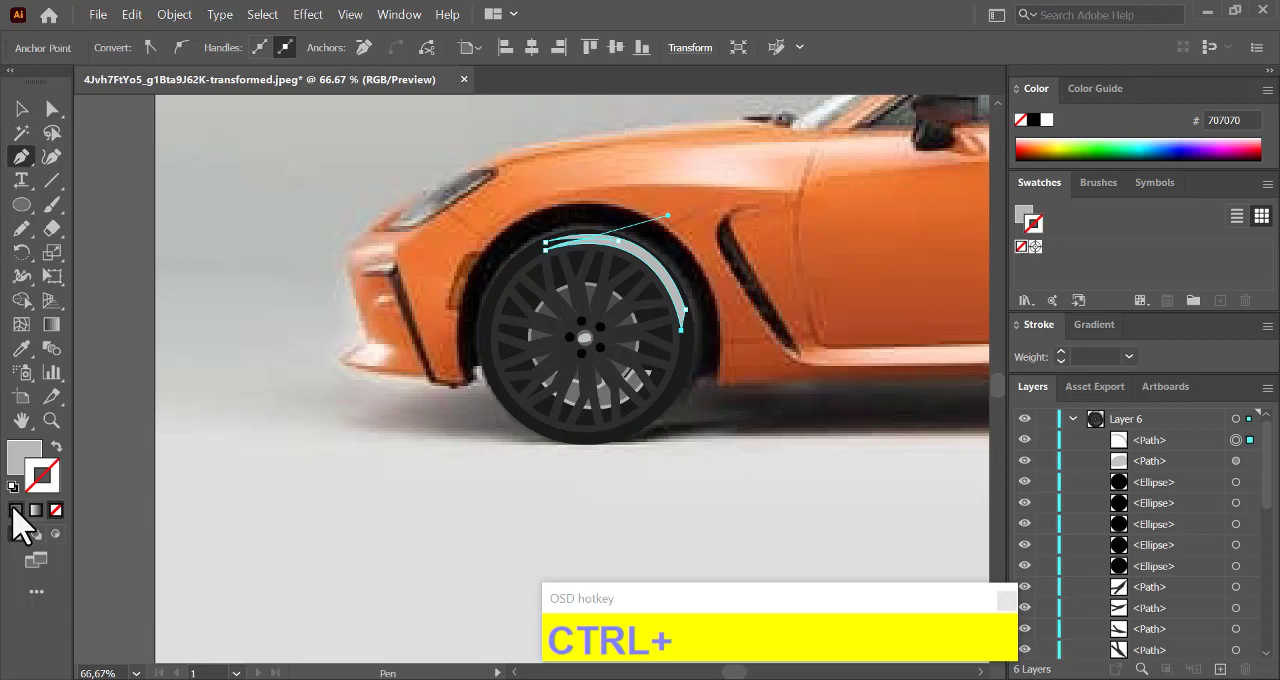 Ai File Edit Object Type Select Effect View Window Help Search Adobe Help
Anchor Point Convert: Handles: Anchors: Transform
4Jvh7FtYo5_g1Bta9J62K-transformed.jpeg* @ 66.67 % (RGB/Preview)
Color Color Guide
# 707070
Swatches Brushes Symbols
Stroke Gradient
Weight:
Layers Asset Export Artboards
Layer 6
<Path>
<Path>
<Ellipse>
<Ellipse>
<Ellipse>
<Ellipse>
<Ellipse>
<Path>
<Path>
<Path>
<Path>
6 Layers
OSD hotkey
CTRL+
66,67% 1 Pen